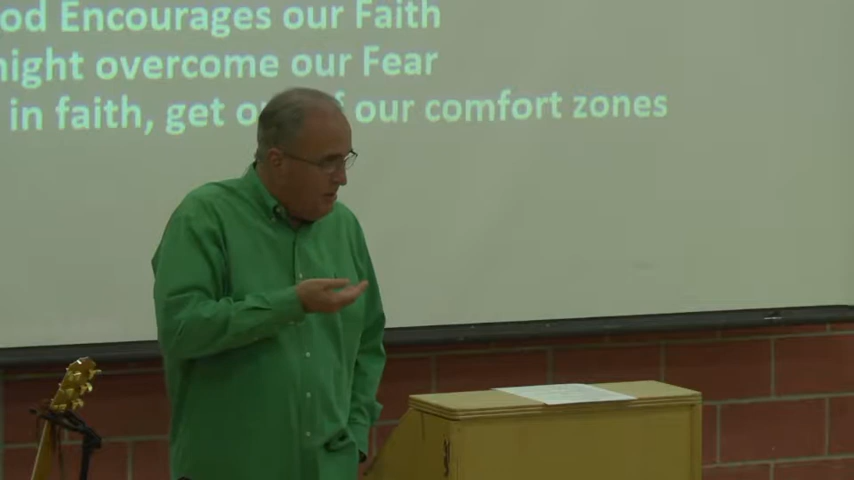 od Encourages our Faith
night overcome our Fear
in faith, get our comfort zones